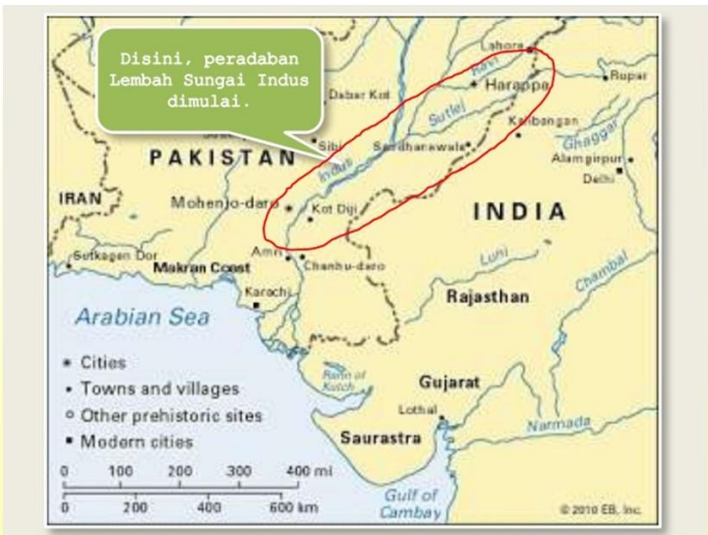 Disini, peradaban
Lembah Sungai Indus
dimulai.
Lahore
Ravi
Rupar
Harappa
Dabar Kot
Sutlej
Kalibangan
Ghaggar
Sibi
Sardhanawala
PAKISTAN
Alamgirpur
Indus
Delhi
IRAN
Mohenjo-daro
Kot Diji
INDIA
Amri
Sutkagen Dor
Makran Coast
Chanhu-daro
Luni
Chambal
Karachi
Rajasthan
Arabian Sea
Cities
Rann of
Kutch
Gujarat
Towns and villages
Other prehistoric sites
Lothal
Narmada
Modern cities
Saurastra
0 100 200 300 400 mi
0 200 400 600 km
Gulf of
Cambay
© 2010 EB, Inc.